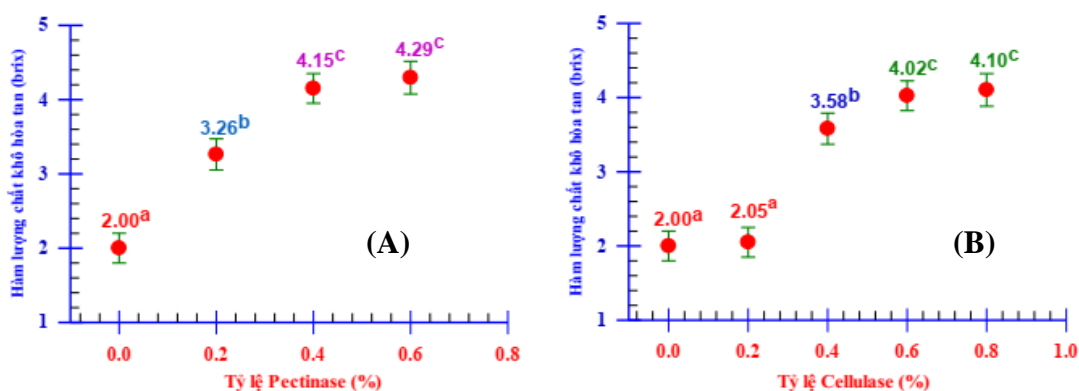 Hàm lượng chất khô hòa tan (brix)
5
4
3
2
1
2.00a
3.26b
4.15c
4.29c
(A)
0.0 0.2 0.4 0.6 0.8
Tỷ lệ Pectinase (%)
Hàm lượng chất khô hòa tan (brix)
5
4
3
2
1
2.00a
2.05a
3.58b
4.02c
4.10c
(B)
0.0 0.2 0.4 0.6 0.8 1.0
Tỷ lệ Cellulase (%)